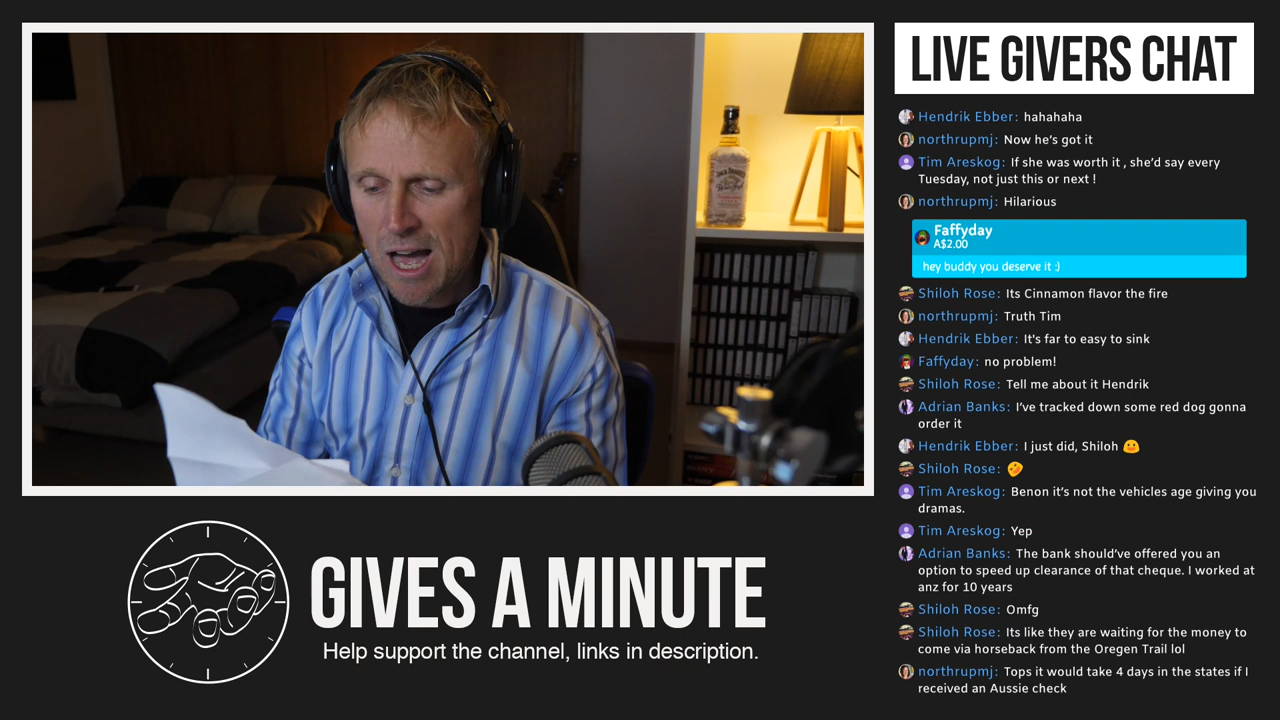 LIVE GIVERS CHAT
Hendrik Ebber: hahahaha
northrupmj: Now he's got it
Tim Areskog: If she was worth it , she'd say every
Tuesday, not just this or next !
northrupmj: Hilarious
Faffyday
A$2.00
hey buddy you deserve it :)
Shiloh Rose: Its Cinnamon flavor the fire
northrupmj: Truth Tim
Hendrik Ebber: It's far to easy to sink
Faffyday: no problem!
Shiloh Rose: Tell me about it Hendrik
Adrian Banks: I've tracked down some red dog gonna
order it
Hendrik Ebber: I just did, Shiloh
Shiloh Rose:
Tim Areskog: Benon it's not the vehicles age giving you
dramas.
Tim Areskog: Yep
Adrian Banks: The bank should've offered you an
option to speed up clearance of that cheque. I worked at
anz for 10 years
Shiloh Rose: Omfg
Shiloh Rose: Its like they are waiting for the money to
come via horseback from the Oregen Trail lol
northrupmj: Tops it would take 4 days in the states if I
received an Aussie check
JACK DANIEL'S
GIVES A MINUTE
Help support the channel, links in description.